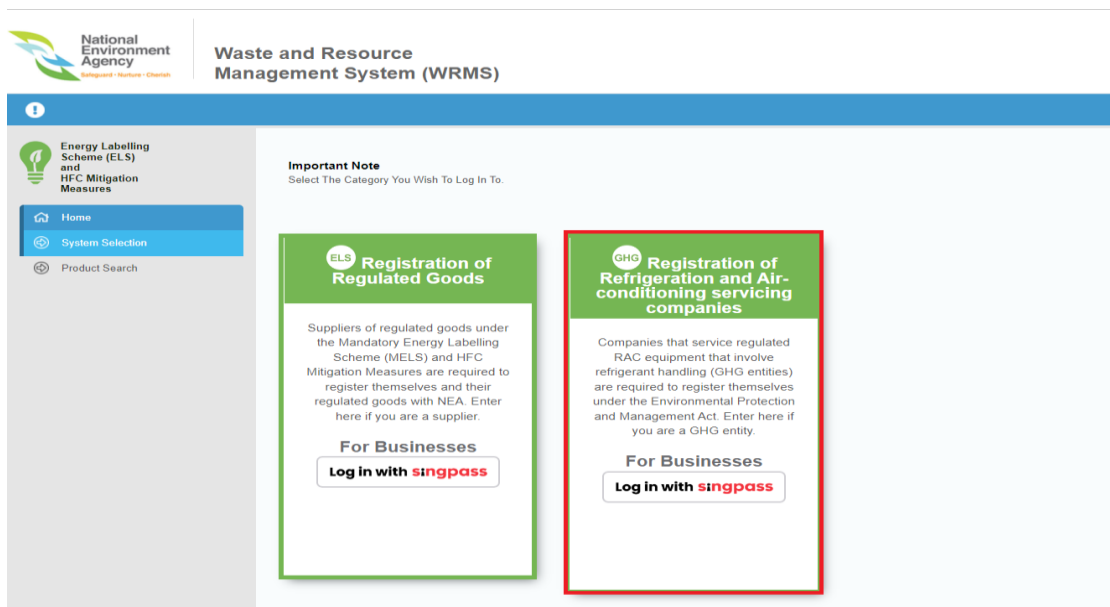 National
Environment
Agency
Safeguard • Nurture • Cherish
Waste and Resource
Management System (WRMS)
Energy Labelling
Scheme (ELS)
and
HFC Mitigation
Measures
Home
System Selection
Product Search
Important Note
Select The Category You Wish To Log In To.
ELS Registration of
Regulated Goods
Suppliers of regulated goods under
the Mandatory Energy Labelling
Scheme (MELS) and HFC
Mitigation Measures are required to
register themselves and their
regulated goods with NEA. Enter
here if you are a supplier.
For Businesses
Log in with singpass
GHG Registration of
Refrigeration and Air-
conditioning servicing
companies
Companies that service regulated
RAC equipment that involve
refrigerant handling (GHG entities)
are required to register themselves
under the Environmental Protection
and Management Act. Enter here if
you are a GHG entity.
For Businesses
Log in with singpass